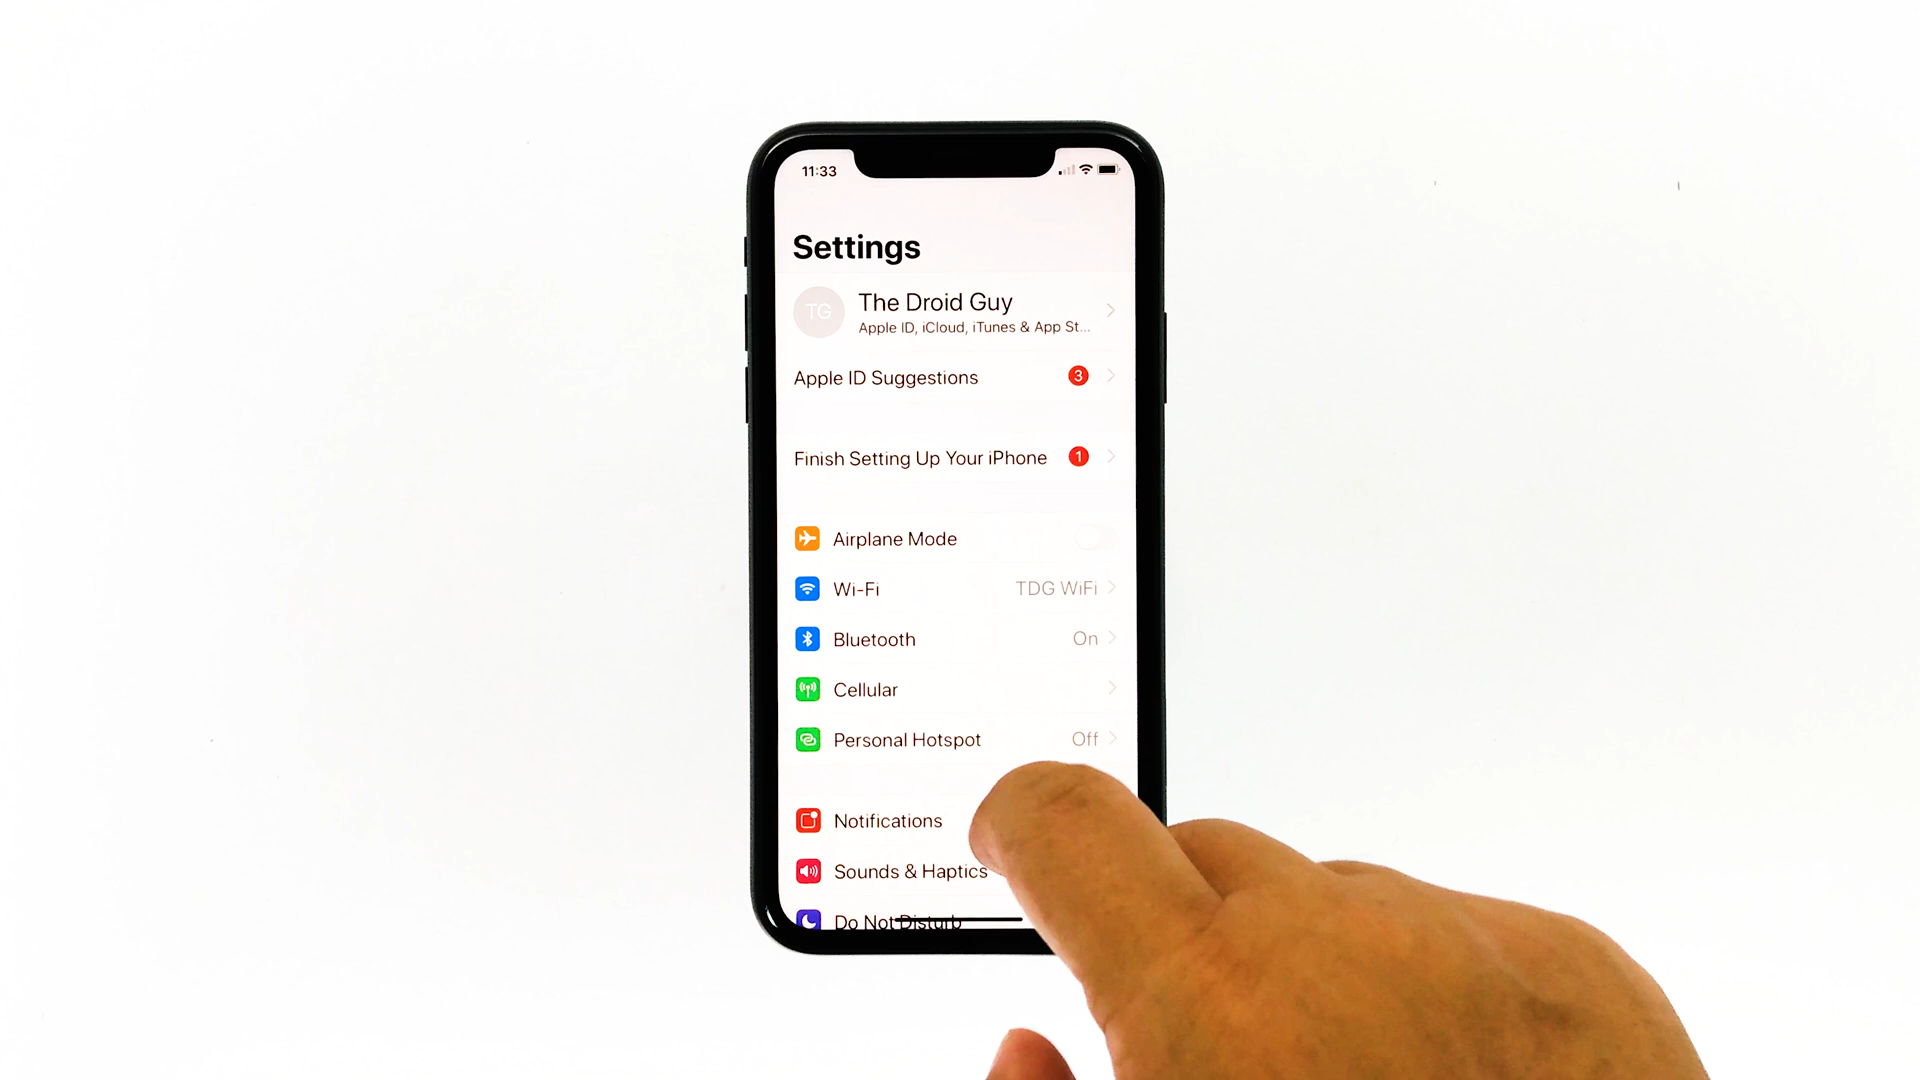 11:33
Settings
TG
The Droid Guy
Apple ID, iCloud, iTunes & App St...
Apple ID Suggestions 3
Finish Setting Up Your iPhone 1
Airplane Mode
Wi-Fi TDG WiFi
Bluetooth On
Cellular
Personal Hotspot Off
Notifications
Sounds & Haptics
Do Not Disturb